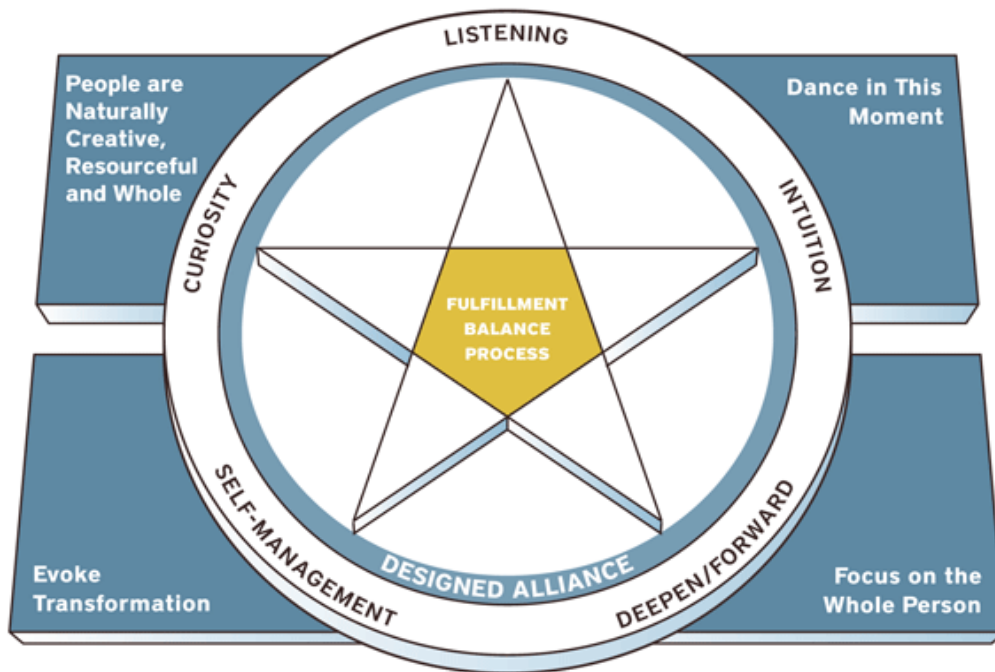 LISTENING
People are
Naturally
Creative,
Resourceful
and Whole
Dance in This
Moment
CURIOSITY
INTUITION
FULFILLMENT
BALANCE
PROCESS
SELF-MANAGEMENT
DEEPEN/FORWARD
DESIGNED ALLIANCE
Evoke
Transformation
Focus on the
Whole Person